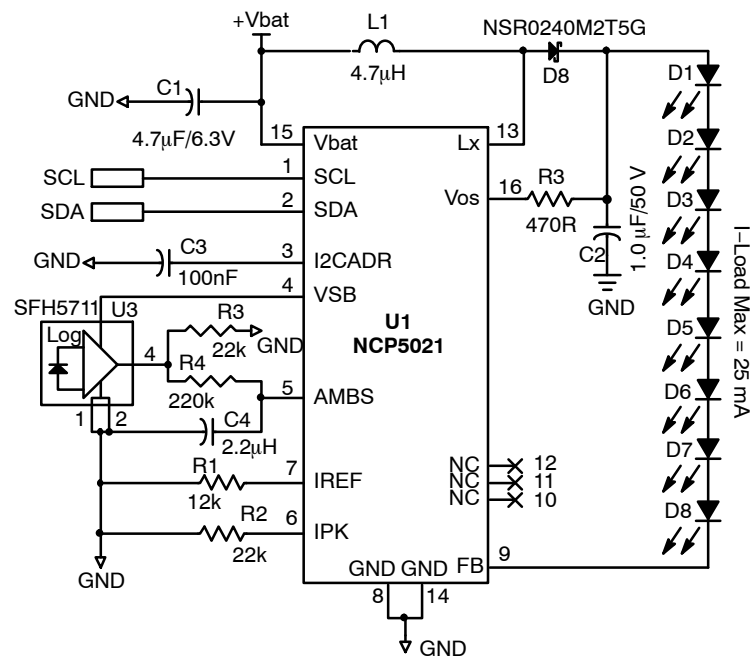 +Vbat
L1
NSR0240M2T5G
4.7μH
D8
D1
GND
C1
4.7μF/6.3V
15
Vbat
Lx
13
D2
SCL
1
SCL
SDA
2
SDA
Vos
16
R3
470R
D3
C2
1.0 μF/50 V
GND
I−Load Max = 25 mA
GND
C3
100nF
3
I2CADR
D4
4
VSB
SFH5711
U3
Log
4
R3
22k
GND
U1
NCP5021
D5
R4
220k
5
AMBS
D6
1
2
C4
2.2μH
R1
12k
7
IREF
NC
12
NC
11
NC
10
D7
R2
22k
6
IPK
D8
GND
GND
GND
FB
9
8
14
GND